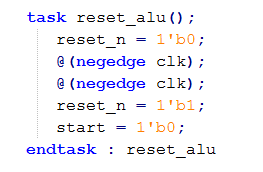 task reset_alu();
reset_n = 1'b0;
@(negedge clk);
@(negedge clk);
reset_n = 1'b1;
start = 1'b0;
endtask : reset_alu